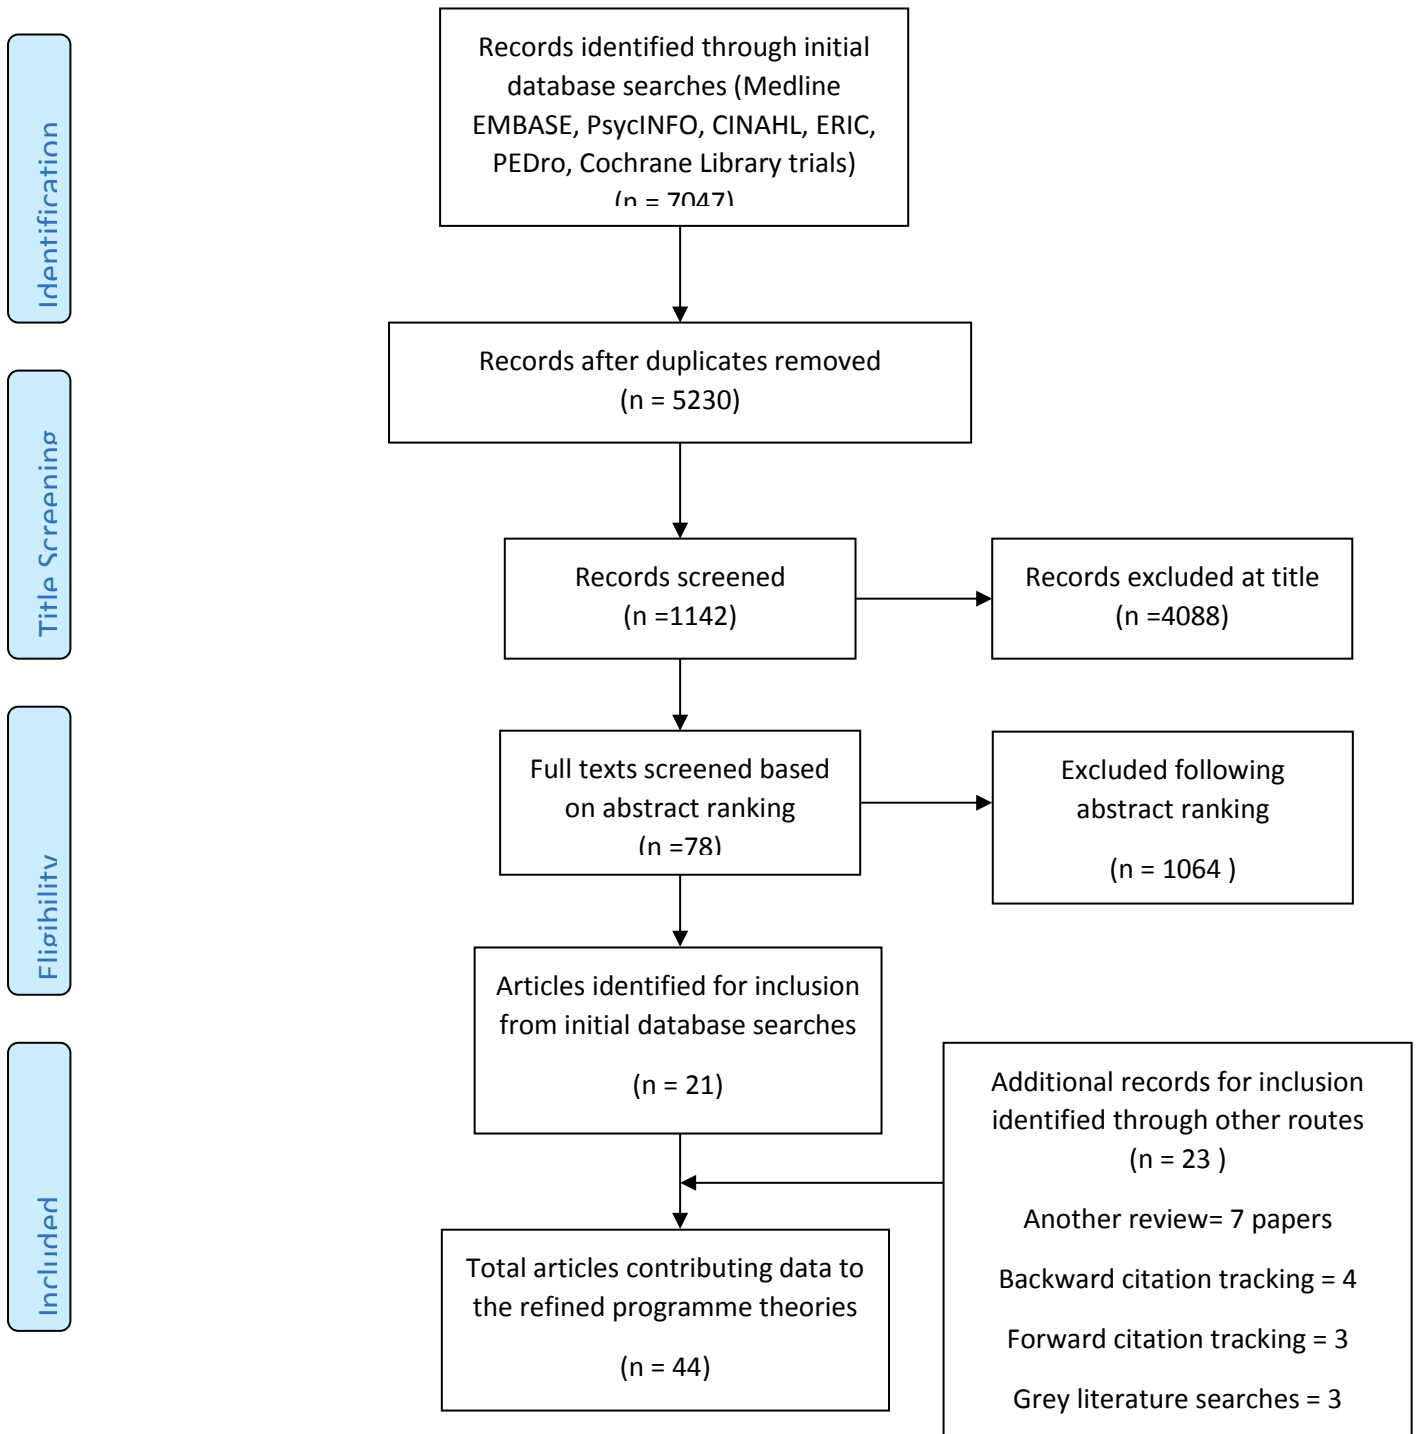 Identification
Records identified through initial
database searches (Medline
EMBASE, PsycINFO, CINAHL, ERIC,
PEDro, Cochrane Library trials)
(n = 7047)
Records after duplicates removed
(n = 5230)
Title Screening
Records screened
(n =1142)
Records excluded at title
(n =4088)
Eligibility
Full texts screened based
on abstract ranking
(n =78)
Excluded following
abstract ranking
(n = 1064 )
Articles identified for inclusion
from initial database searches
(n = 21)
Included
Additional records for inclusion
identified through other routes
(n = 23 )
Another review= 7 papers
Backward citation tracking = 4
Forward citation tracking = 3
Grey literature searches = 3
Total articles contributing data to
the refined programme theories
(n = 44)